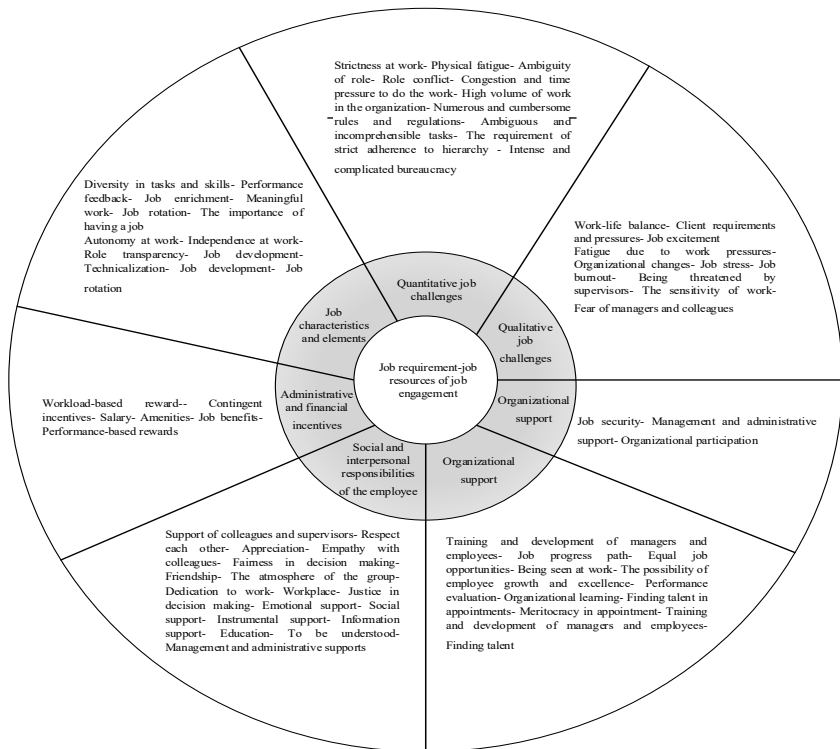 Strictness at work- Physical fatigue- Ambiguity
of role- Role conflict- Congestion and time
pressure to do the work- High volume of work
in the organization- Numerous and cumbersome
rules and regulations- Ambiguous and
incomprehensible tasks- The requirement of
strict adherence to hierarchy - Intense and
complicated bureaucracy
Diversity in tasks and skills- Performance
feedback- Job enrichment- Meaningful
work- Job rotation- The importance of
having a job
Autonomy at work- Independence at work-
Role transparency- Job development-
Technicalization- Job development- Job
rotation
Work-life balance- Client requirements
and pressures- Job excitement
Fatigue due to work pressures-
Organizational changes- Job stress- Job
burnout- Being threatened by
supervisors- The sensitivity of work-
Fear of managers and colleagues
Quantitative job
challenges
Job
characteristics
and elements
Qualitative
job
challenges
Job requirement-job
resources of job
engagement
Administrative
and financial
incentives
Organizational
support
Social and
interpersonal
responsibilities
of the employee
Organizational
support
Workload-based reward-- Contingent
incentives- Salary- Amenities- Job benefits-
Performance-based rewards
Job security- Management and administrative
support- Organizational participation
Support of colleagues and supervisors- Respect
each other- Appreciation- Empathy with
colleagues- Fairness in decision making-
Friendship- The atmosphere of the group-
Dedication to work- Workplace- Justice in
decision making- Emotional support- Social
support- Instrumental support- Information
support- Education- To be understood-
Management and administrative supports
Training and development of managers and
employees- Job progress path- Equal job
opportunities- Being seen at work- The possibility of
employee growth and excellence- Performance
evaluation- Organizational learning- Finding talent in
appointments- Meritocracy in appointment- Training
and development of managers and employees-
Finding talent